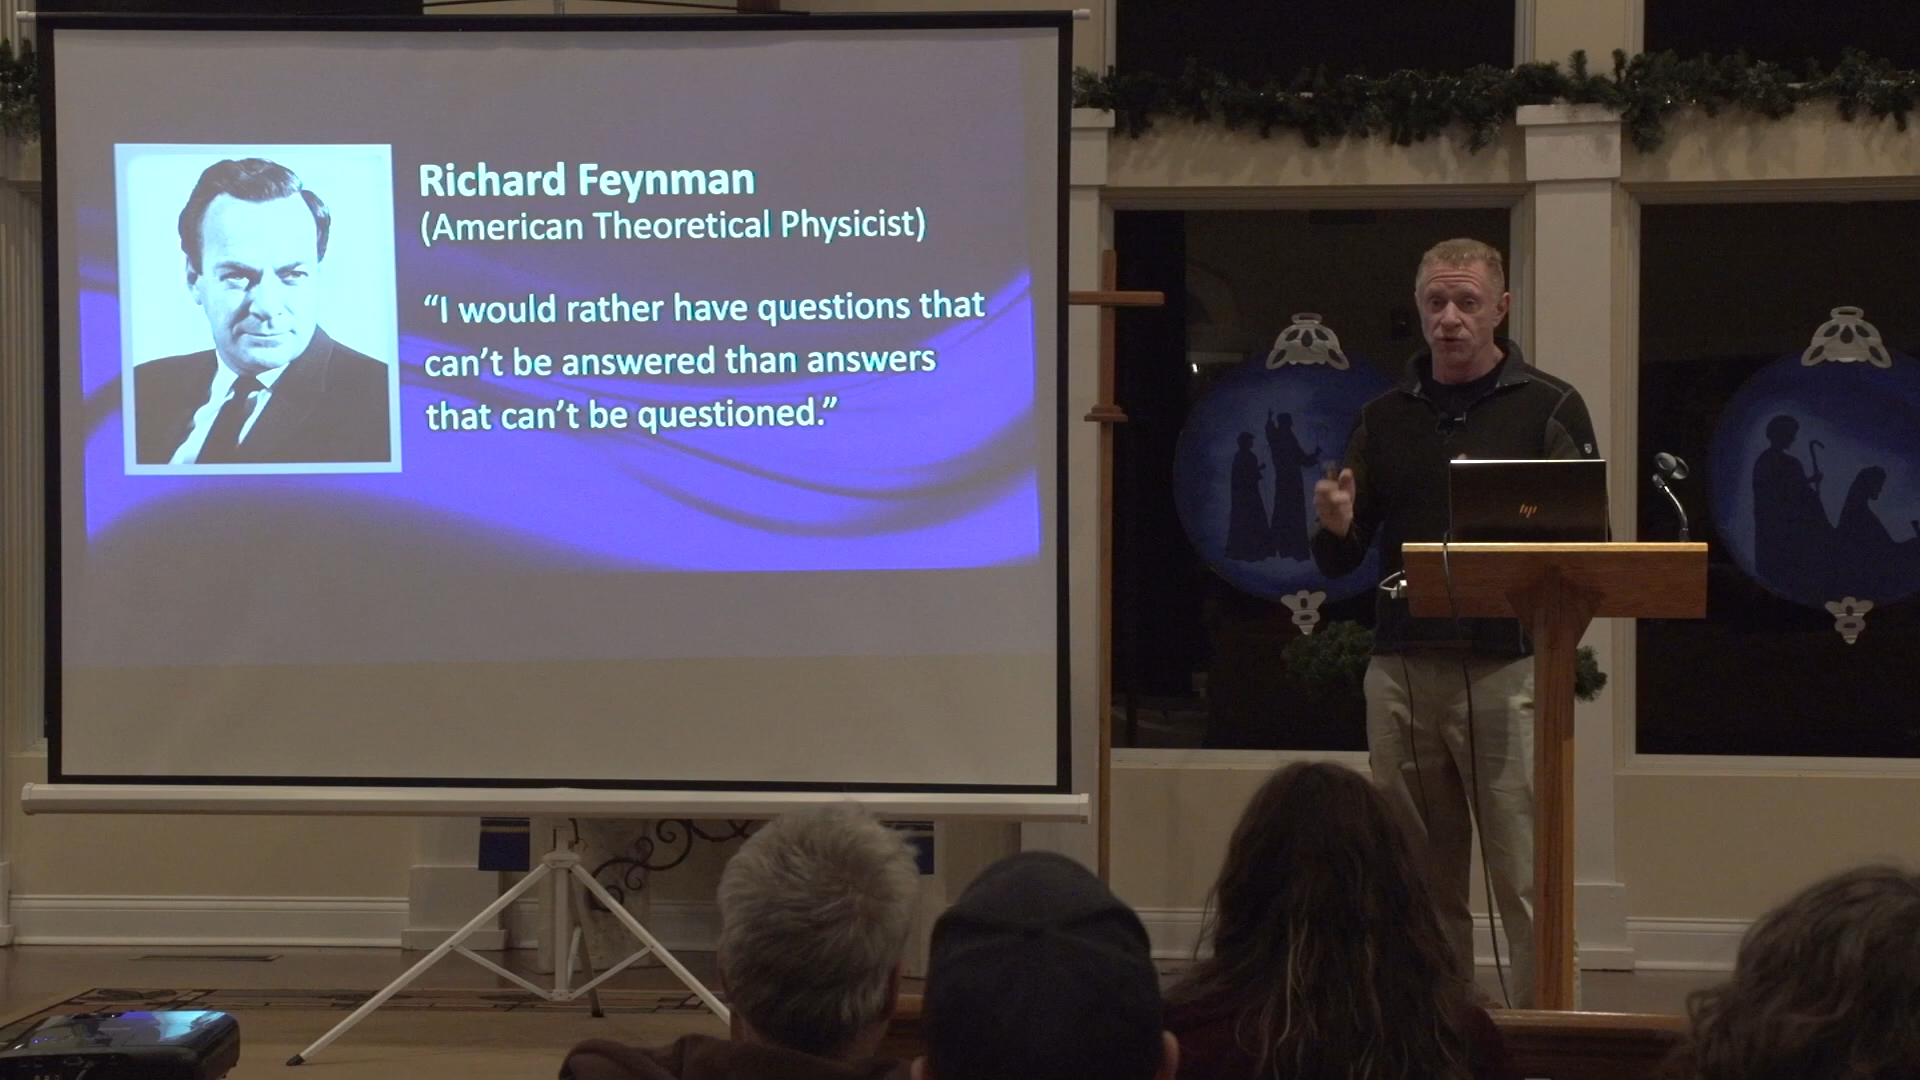 Richard Feynman
(American Theoretical Physicist)
“I would rather have questions that
can’t be answered than answers
that can’t be questioned.”
hp